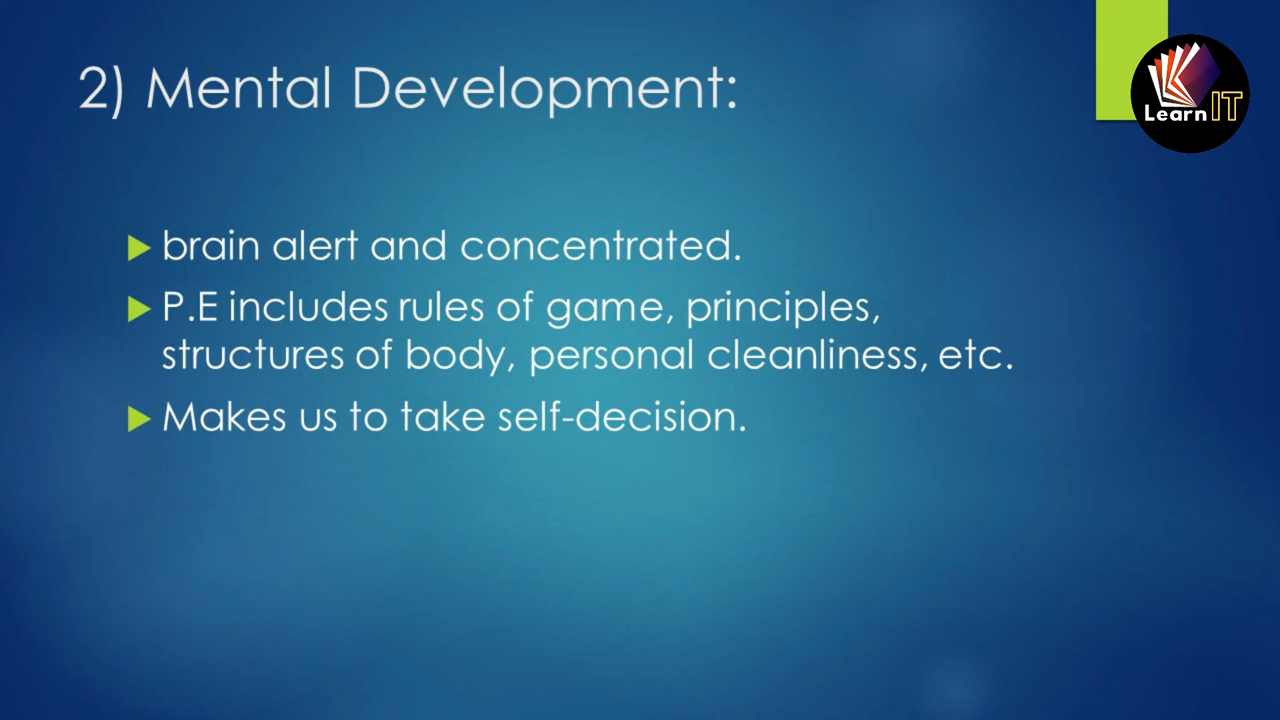 2) Mental Development:
Learn IT
brain alert and concentrated.
P.E includes rules of game, principles,
structures of body, personal cleanliness, etc.
Makes us to take self-decision.